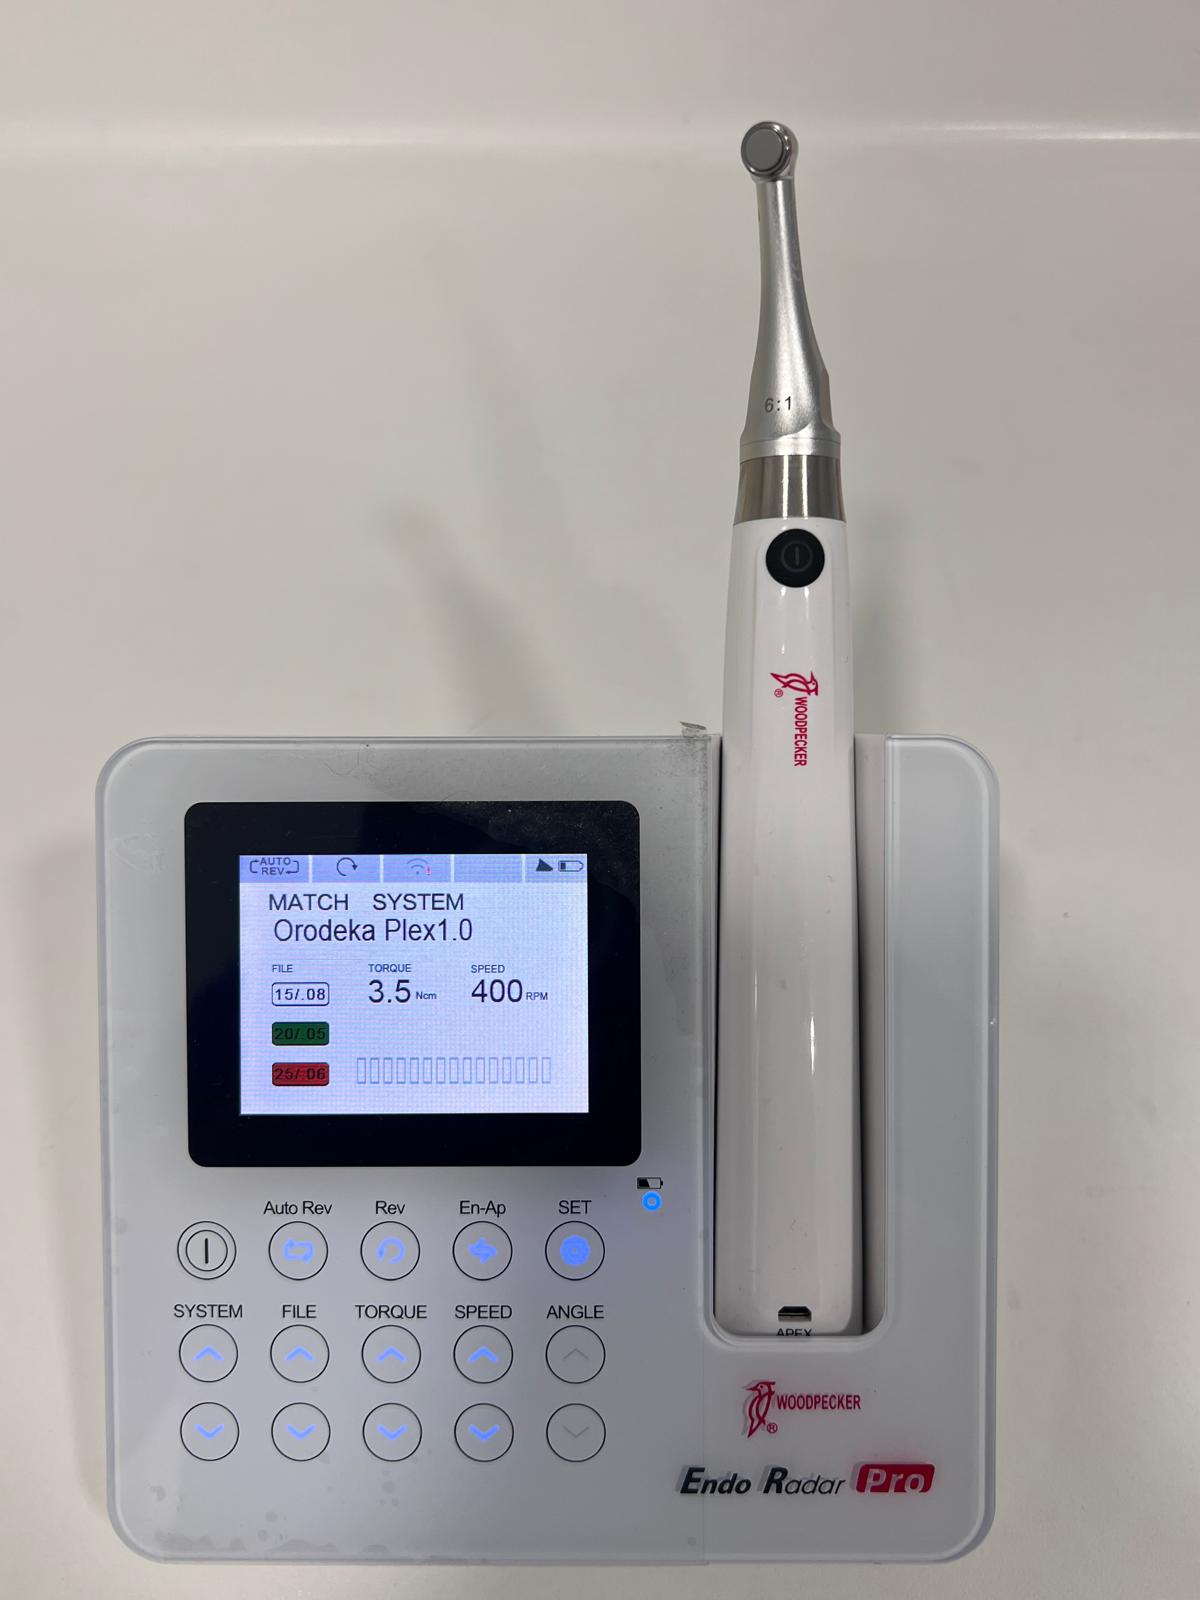 6:1
® WOODPECKER
AUTO
REV
MATCH SYSTEM
Orodeka Plex1.0
FILE TORQUE SPEED
15/.08 3.5 Ncm 400 RPM
20/.05
25/.06
Auto Rev Rev En-Ap SET
SYSTEM FILE TORQUE SPEED ANGLE
APEX
WOODPECKER
®
Endo Radar Pro